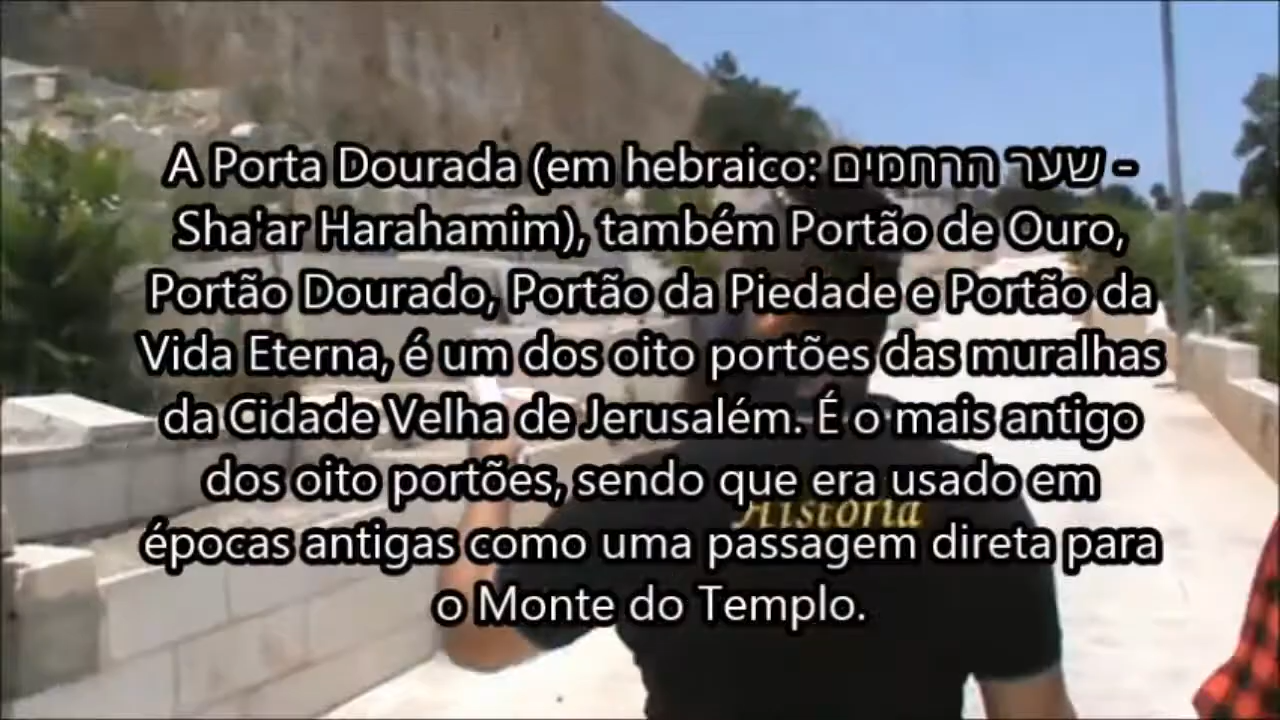 A Porta Dourada (em hebraico: שער הרחמים -
Sha'ar Harahamim), também Portão de Ouro,
Portão Dourado, Portão da Piedade e Portão da
Vida Eterna, é um dos oito portões das muralhas
da Cidade Velha de Jerusalém. É o mais antigo
dos oito portões, sendo que era usado em
História
épocas antigas como uma passagem direta para
o Monte do Templo.